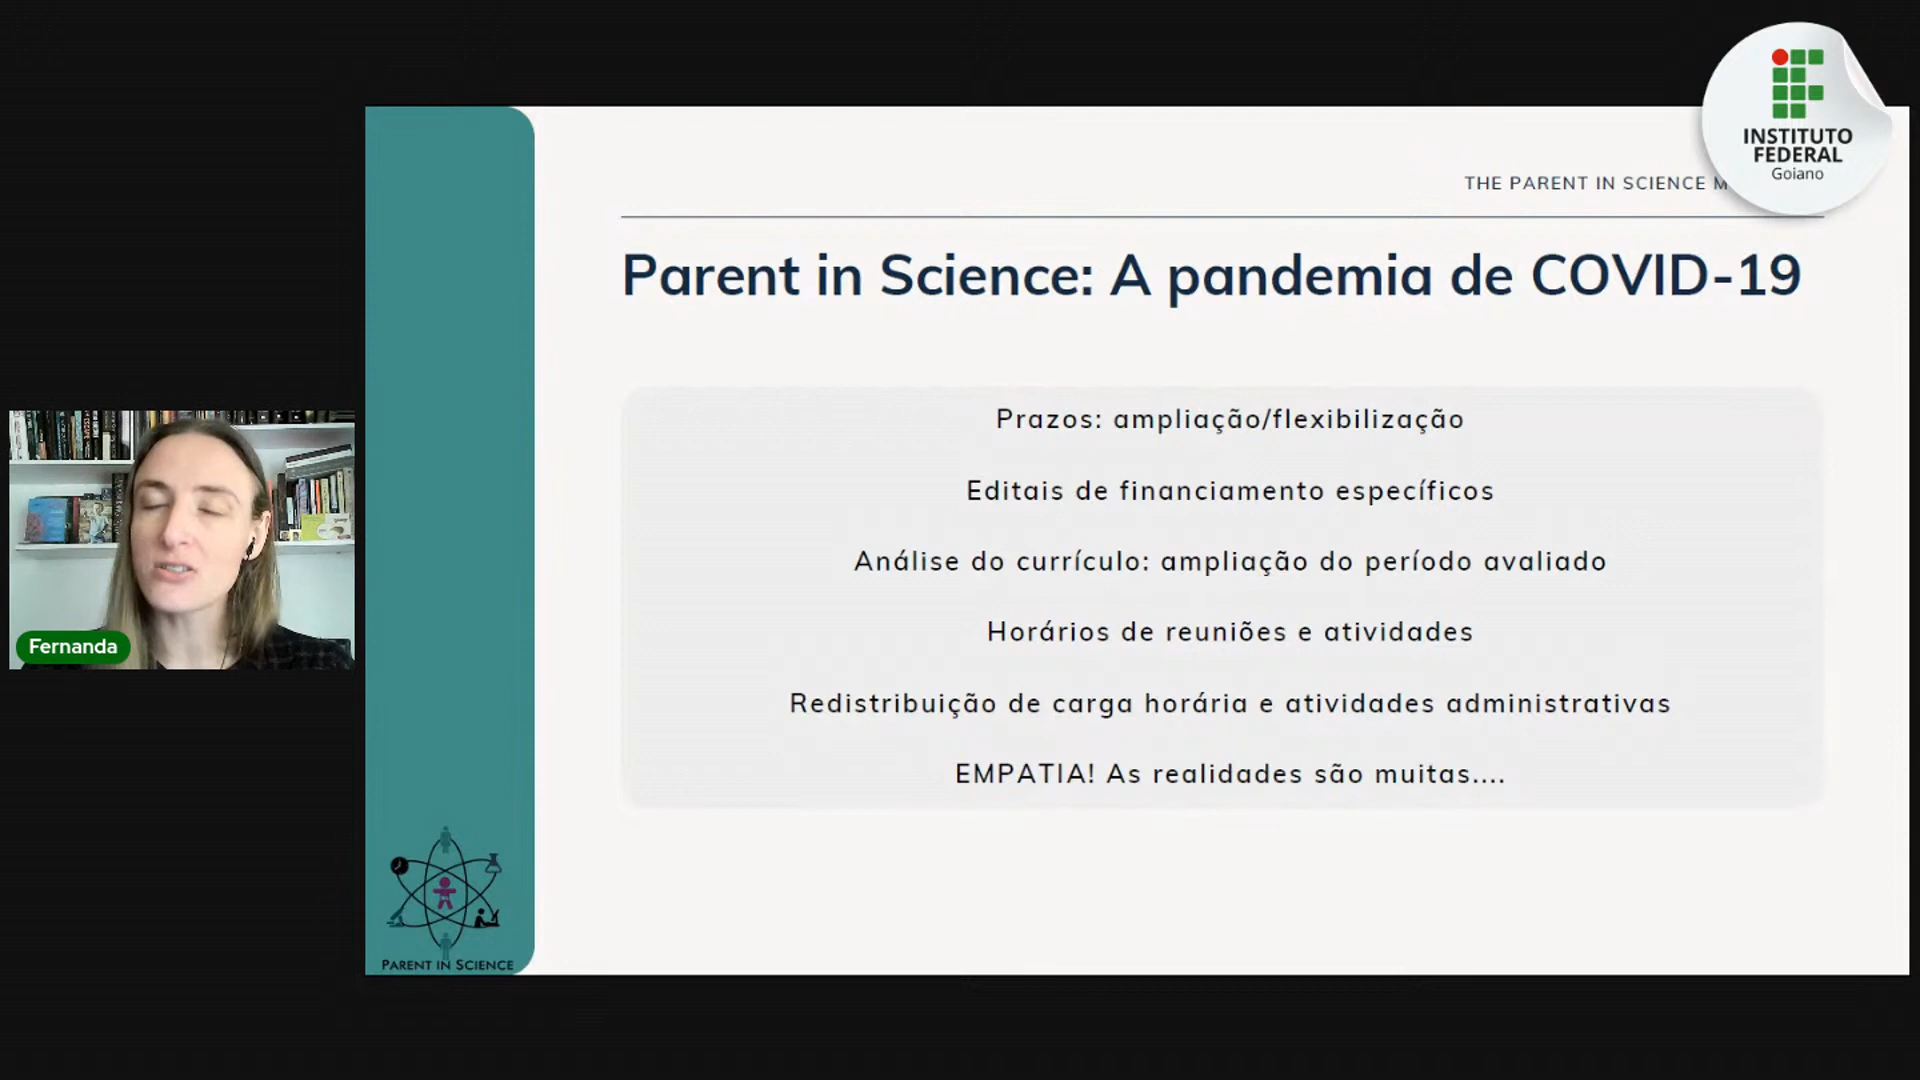 INSTITUTO
FEDERAL
Goiano
THE PARENT IN SCIENCE M
Parent in Science: A pandemia de COVID-19
Prazos: ampliação/flexibilização
Editais de financiamento específicos
Análise do currículo: ampliação do período avaliado
Horários de reuniões e atividades
Redistribuição de carga horária e atividades administrativas
EMPATIA! As realidades são muitas....
Fernanda
PARENT IN SCIENCE